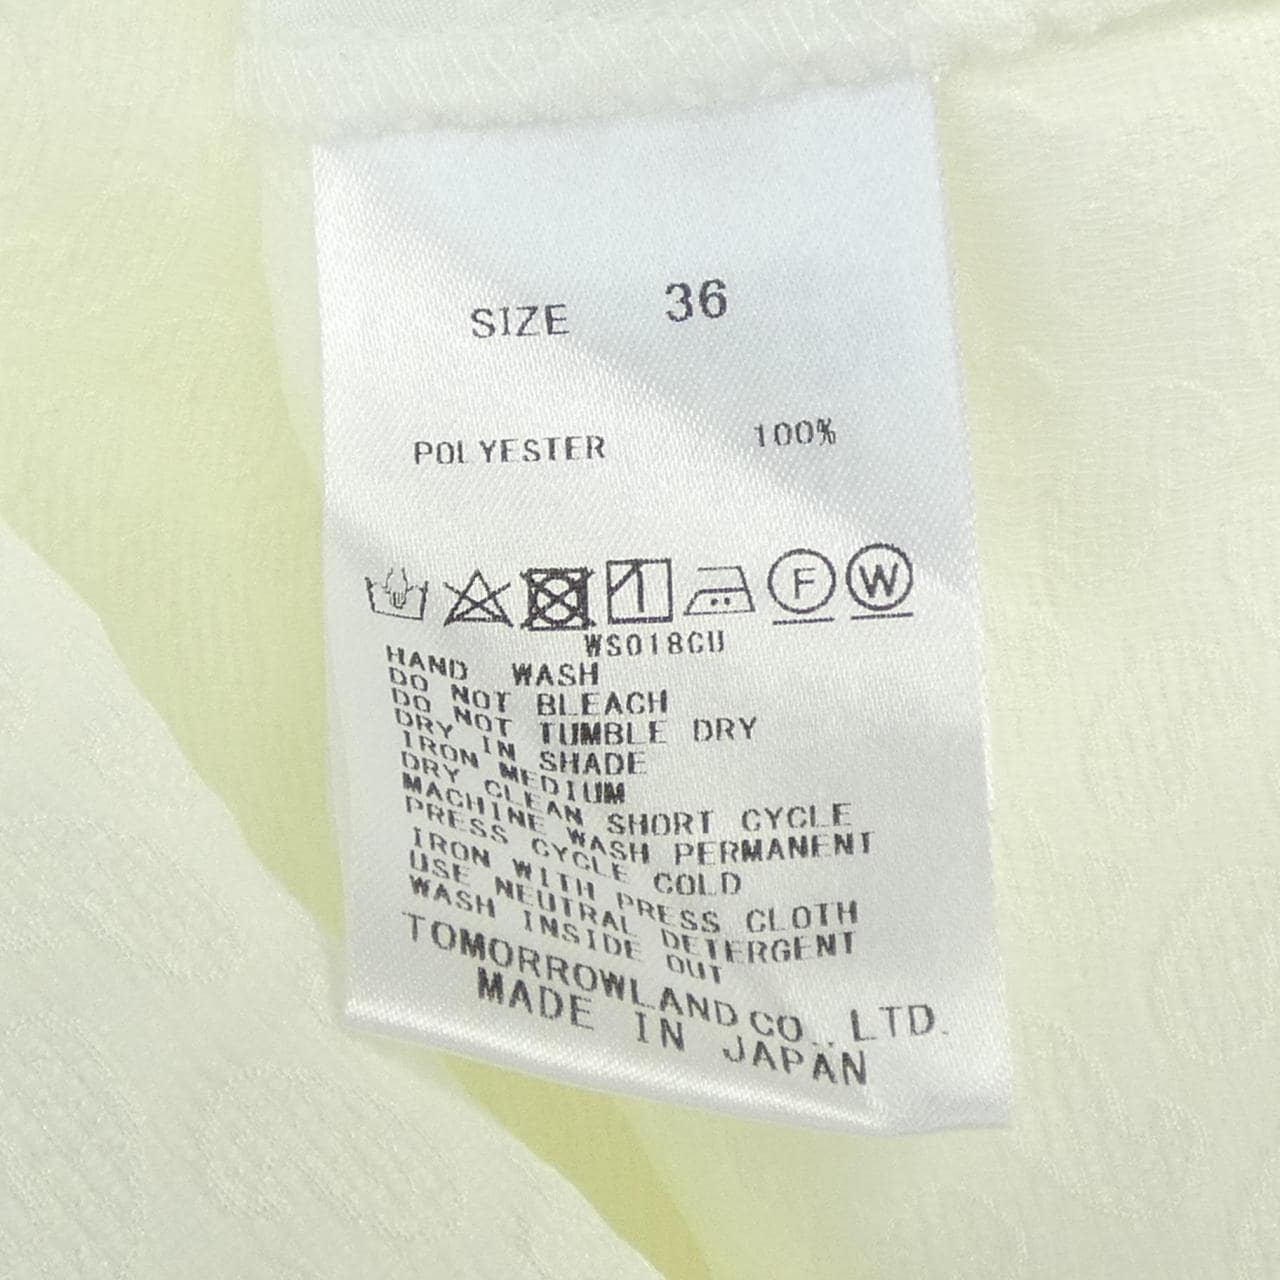 SIZE 36
POLYESTER 100%
F W
WS018CU
HAND WASH
DO NOT BLEACH
DO NOT TUMBLE DRY
DRY IN SHADE
IRON MEDIUM
DRY CLEAN SHORT CYCLE
MACHINE WASH PERMANENT
PRESS CYCLE COLD
IRON WITH PRESS CLOTH
USE NEUTRAL DETERGENT
WASH INSIDE OUT
TOMORROWLAND CO., LTD.
MADE IN JAPAN